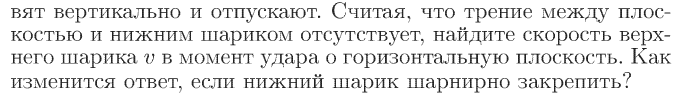 вят вертикально и отпускают. Считая, что трение между плос-
костью и нижним шариком отсутствует, найдите скорость верх-
него шарика v в момент удара о горизонтальную плоскость. Как
изменится ответ, если нижний шарик шарнирно закрепить?